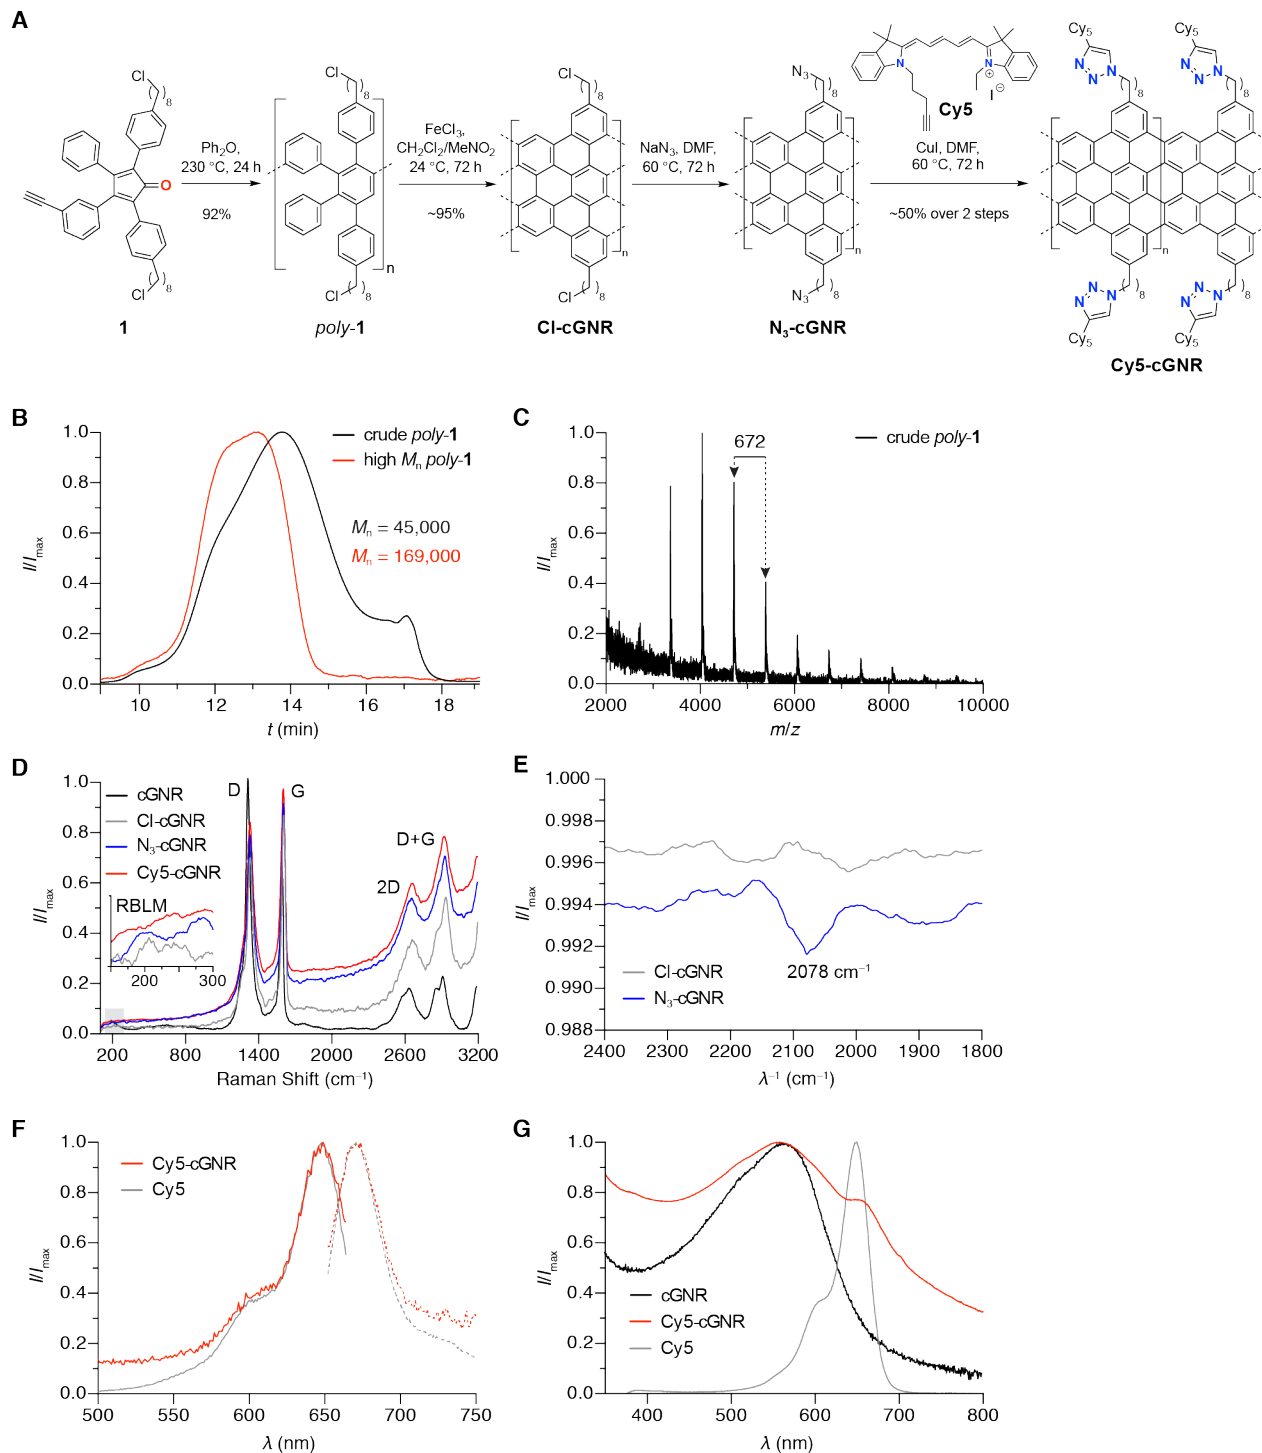 A
Cl
( )8
O
Cl
( )8
1
Ph2O,
230 °C, 24 h
92%
Cl
( )8
n
Cl
( )8
poly-1
FeCl3,
CH2Cl2/MeNO2
24 °C, 72 h
~95%
Cl
( )8
n
Cl
( )8
Cl-cGNR
NaN3, DMF,
60 °C, 72 h
N3
( )8
n
N3
( )8
N3-cGNR
N
N
⊕
I⊖
Cy5
CuI, DMF,
60 °C, 72 h
~50% over 2 steps
Cy5 Cy5
N N N ( )8 N N N ( )8
n
N N N ( )8 N N N ( )8
Cy5 Cy5
Cy5-cGNR
B
1.0
0.8
0.6
0.4
0.2
0.0
I/Imax
crude poly-1
high Mn poly-1
Mn = 45,000
Mn = 169,000
10 12 14 16 18
t (min)
C
1.0
0.8
0.6
0.4
0.2
0.0
I/Imax
672
crude poly-1
2000 4000 6000 8000 10000
m/z
D
1.0
0.8
0.6
0.4
0.2
0.0
I/Imax
cGNR
Cl-cGNR
N3-cGNR
Cy5-cGNR
RBLM
200 300
D G
2D
D+G
200 800 1400 2000 2600 3200
Raman Shift (cm−1)
E
1.000
0.998
0.996
0.994
0.992
0.990
0.988
I/Imax
2078 cm−1
Cl-cGNR
N3-cGNR
2400 2300 2200 2100 2000 1900 1800
λ−1 (cm−1)
F
1.0
0.8
0.6
0.4
0.2
0.0
I/Imax
Cy5-cGNR
Cy5
500 550 600 650 700 750
λ (nm)
G
1.0
0.8
0.6
0.4
0.2
0.0
I/Imax
cGNR
Cy5-cGNR
Cy5
400 500 600 700 800
λ (nm)